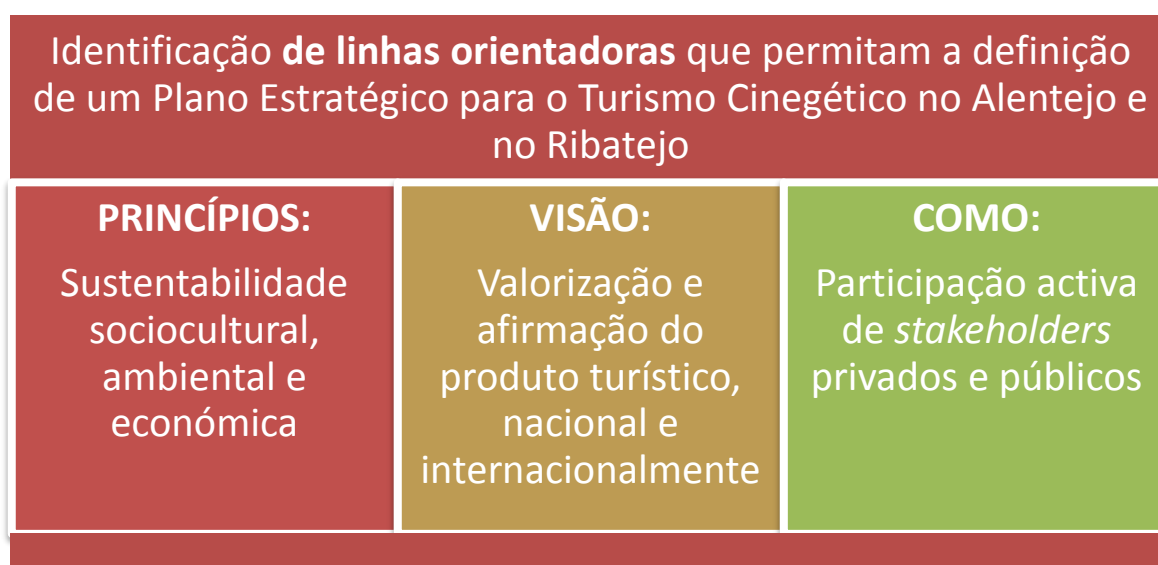 Identificação de linhas orientadoras que permitam a definição
de um Plano Estratégico para o Turismo Cinegético no Alentejo e
no Ribatejo
PRINCÍPIOS:
Sustentabilidade
sociocultural,
ambiental e
económica
VISÃO:
Valorização e
afirmação do
produto turístico,
nacional e
internacionalmente
COMO:
Participação activa
de stakeholders
privados e públicos